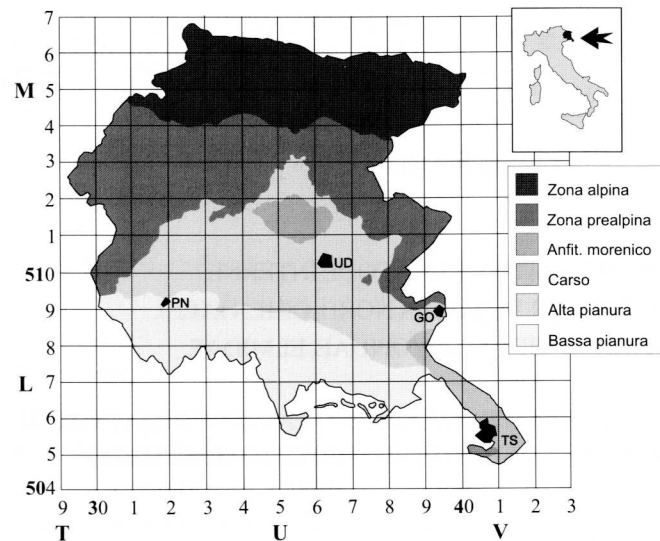 7
6
M 5
4
3
2
1
510
9
8
L 7
6
5
504
9 30 1 2 3 4 5 6 7 8 9 40 1 2 3
T U V
UD
PN
GO
TS
Zona alpina
Zona prealpina
Anfit. morenico
Carso
Alta pianura
Bassa pianura